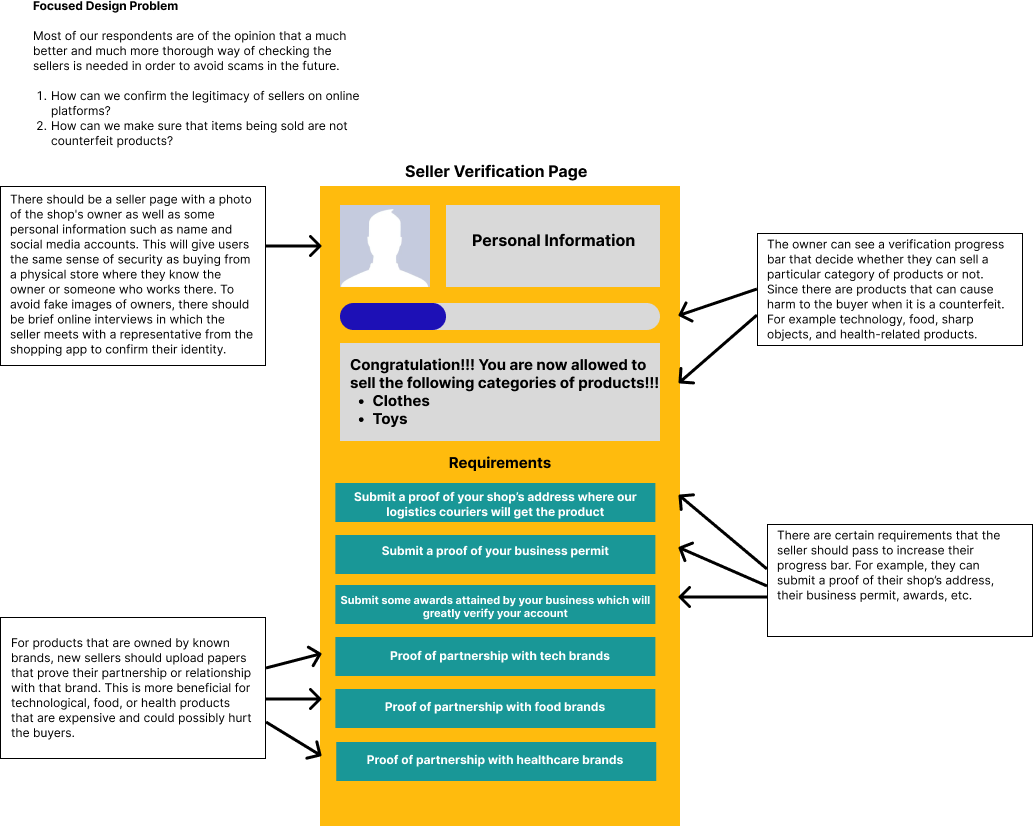 Focused Design Problem
Most of our respondents are of the opinion that a much
better and much more thorough way of checking the
sellers is needed in order to avoid scams in the future.
1. How can we confirm the legitimacy of sellers on online
platforms?
2. How can we make sure that items being sold are not
counterfeit products?
Seller Verification Page
There should be a seller page with a photo
of the shop's owner as well as some
personal information such as name and
social media accounts. This will give users
the same sense of security as buying from
a physical store where they know the
owner or someone who works there. To
avoid fake images of owners, there should
be brief online interviews in which the
seller meets with a representative from the
shopping app to confirm their identity.
Personal Information
The owner can see a verification progress
bar that decide whether they can sell a
particular category of products or not.
Since there are products that can cause
harm to the buyer when it is a counterfeit.
For example technology, food, sharp
objects, and health-related products.
Congratulation!!! You are now allowed to
sell the following categories of products!!!
• Clothes
• Toys
Requirements
Submit a proof of your shop's address where our
logistics couriers will get the product
Submit a proof of your business permit
Submit some awards attained by your business which will
greatly verify your account
Proof of partnership with tech brands
Proof of partnership with food brands
Proof of partnership with healthcare brands
There are certain requirements that the
seller should pass to increase their
progress bar. For example, they can
submit a proof of their shop's address,
their business permit, awards, etc.
For products that are owned by known
brands, new sellers should upload papers
that prove their partnership or relationship
with that brand. This is more beneficial for
technological, food, or health products
that are expensive and could possibly hurt
the buyers.